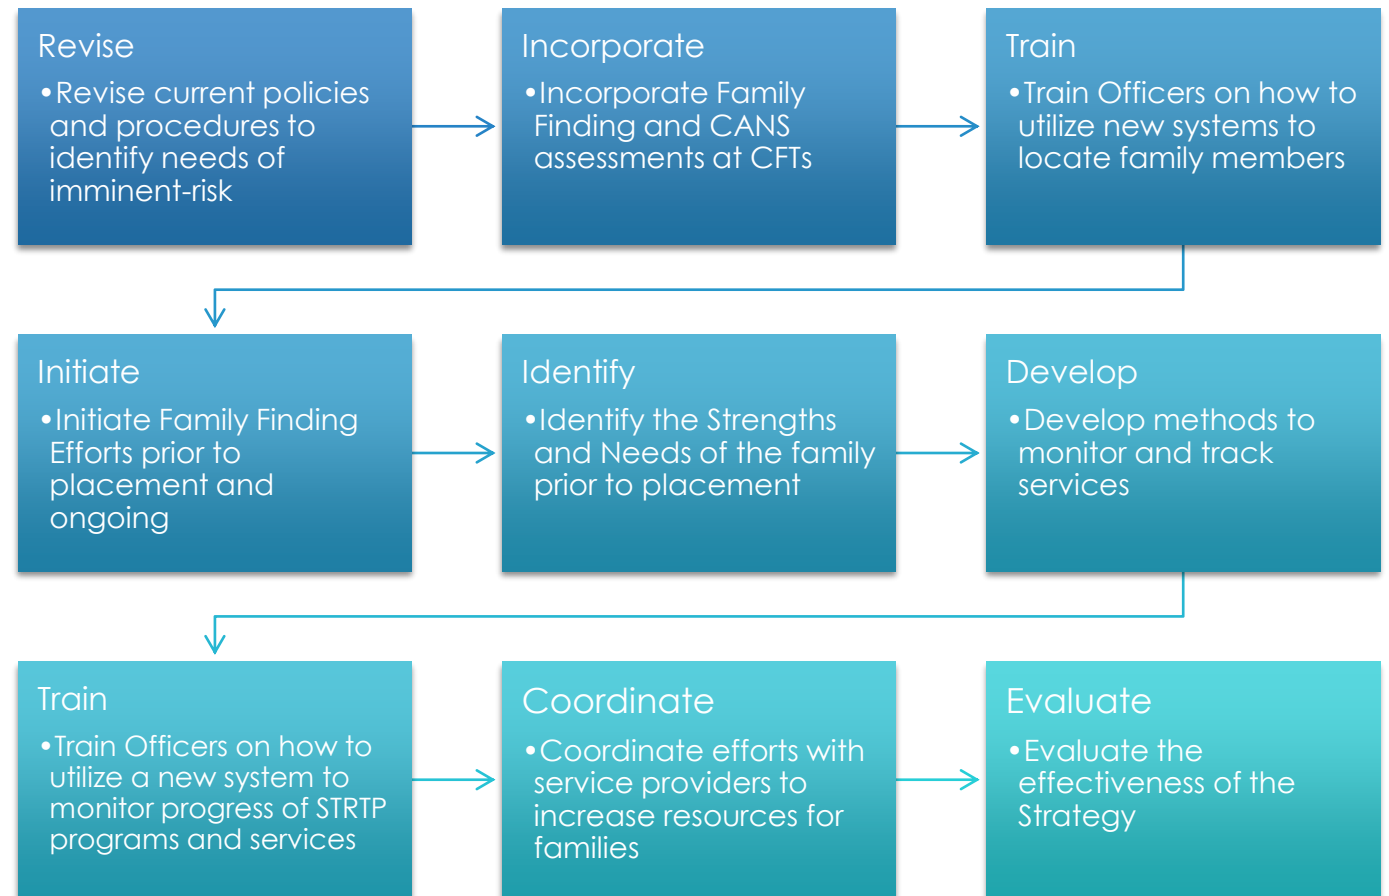 Revise
•Revise current policies
and procedures to
identify needs of
imminent-risk
Incorporate
•Incorporate Family
Finding and CANS
assessments at CFTs
Train
•Train Officers on how to
utilize new systems to
locate family members
Initiate
•Initiate Family Finding
Efforts prior to
placement and
ongoing
Identify
•Identify the Strengths
and Needs of the family
prior to placement
Develop
•Develop methods to
monitor and track
services
Train
•Train Officers on how to
utilize a new system to
monitor progress of STRTP
programs and services
Coordinate
•Coordinate efforts with
service providers to
increase resources for
families
Evaluate
•Evaluate the
effectiveness of the
Strategy